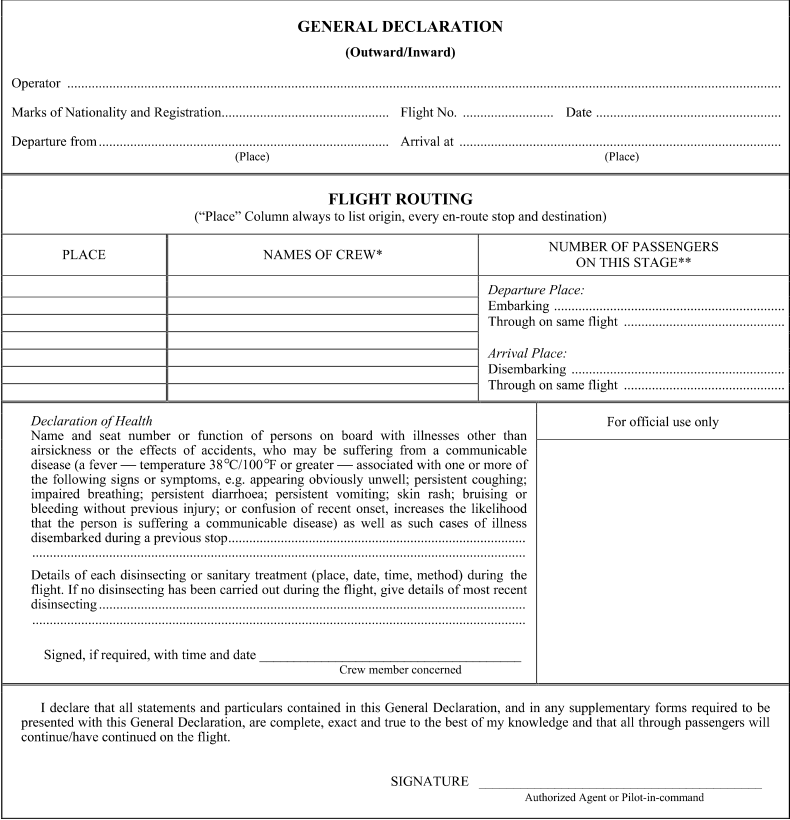 GENERAL DECLARATION
(Outward/Inward)
Operator ................................................................
Marks of Nationality and Registration................................ Flight No. ................ Date ................................
Departure from ................................ Arrival at ................................
(Place) (Place)
FLIGHT ROUTING
(“Place” Column always to list origin, every en-route stop and destination)
PLACE
NAMES OF CREW*
NUMBER OF PASSENGERS
ON THIS STAGE**
Departure Place:
Embarking ................................
Through on same flight ................................
Arrival Place:
Disembarking ................................
Through on same flight ................................
Declaration of Health
Name and seat number or function of persons on board with illnesses other than
airsickness or the effects of accidents, who may be suffering from a communicable
disease (a fever — temperature 38°C/100°F or greater — associated with one or more of
the following signs or symptoms, e.g. appearing obviously unwell; persistent coughing;
impaired breathing; persistent diarrhoea; persistent vomiting; skin rash; bruising or
bleeding without previous injury; or confusion of recent onset, increases the likelihood
that the person is suffering a communicable disease) as well as such cases of illness
disembarked during a previous stop................................
................................................................
Details of each disinsecting or sanitary treatment (place, date, time, method) during the
flight. If no disinsecting has been carried out during the flight, give details of most recent
disinsecting ................................
................................................................
Signed, if required, with time and date ________________________________
Crew member concerned
For official use only
I declare that all statements and particulars contained in this General Declaration, and in any supplementary forms required to be
presented with this General Declaration, are complete, exact and true to the best of my knowledge and that all through passengers will
continue/have continued on the flight.
SIGNATURE ________________________________
Authorized Agent or Pilot-in-command